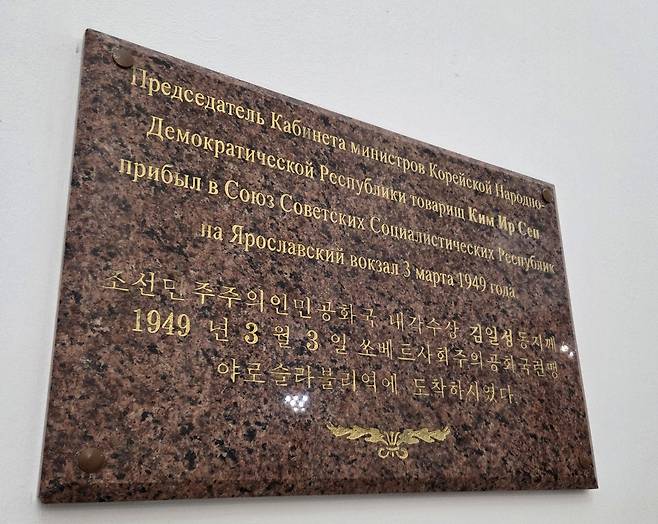 Председатель Кабинета министров Корейской Народно-
Демократической Республики товарищ Ким Ир Сен
прибыл в Союз Советских Социалистических Республик
на Ярославский вокзал 3 марта 1949 года.
조선민주주의인민공화국 내각수상 김일성동지께
1949 년 3 월 3 일 쏘베트사회주의공화국련맹
야로슬라블리역에 도착하시였다.